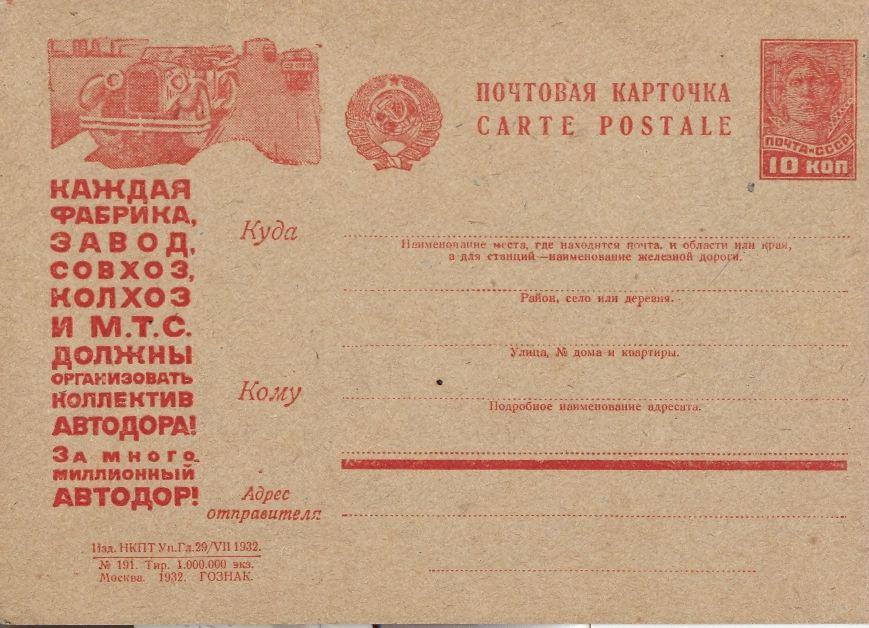 ПОЧТОВАЯ КАРТОЧКА
CARTE POSTALE
ПОЧТА СССР
10 КОП
КАЖДАЯ
ФАБРИКА,
ЗАВОД,
СОВХОЗ,
КОЛХОЗ
И М.Т.С.
ДОЛЖНЫ
ОРГАНИЗОВАТЬ
КОЛЛЕКТИВ
АВТОДОРА!
ЗА МНОГО-
МИЛЛИОННЫЙ
АВТОДОР!
Куда
Наименование места, где находится почта, и области или края,
а для станций—наименование железной дороги.
Район, село или деревня.
Улица, № дома и квартиры.
Кому
Подробное наименование адресата.
Адрес
отправителя
Изд. НКПТ Уп.Гл.29/VII 1932.
№ 191. Тир. 1.000.000 экз.
Москва. 1932. ГОЗНАК.